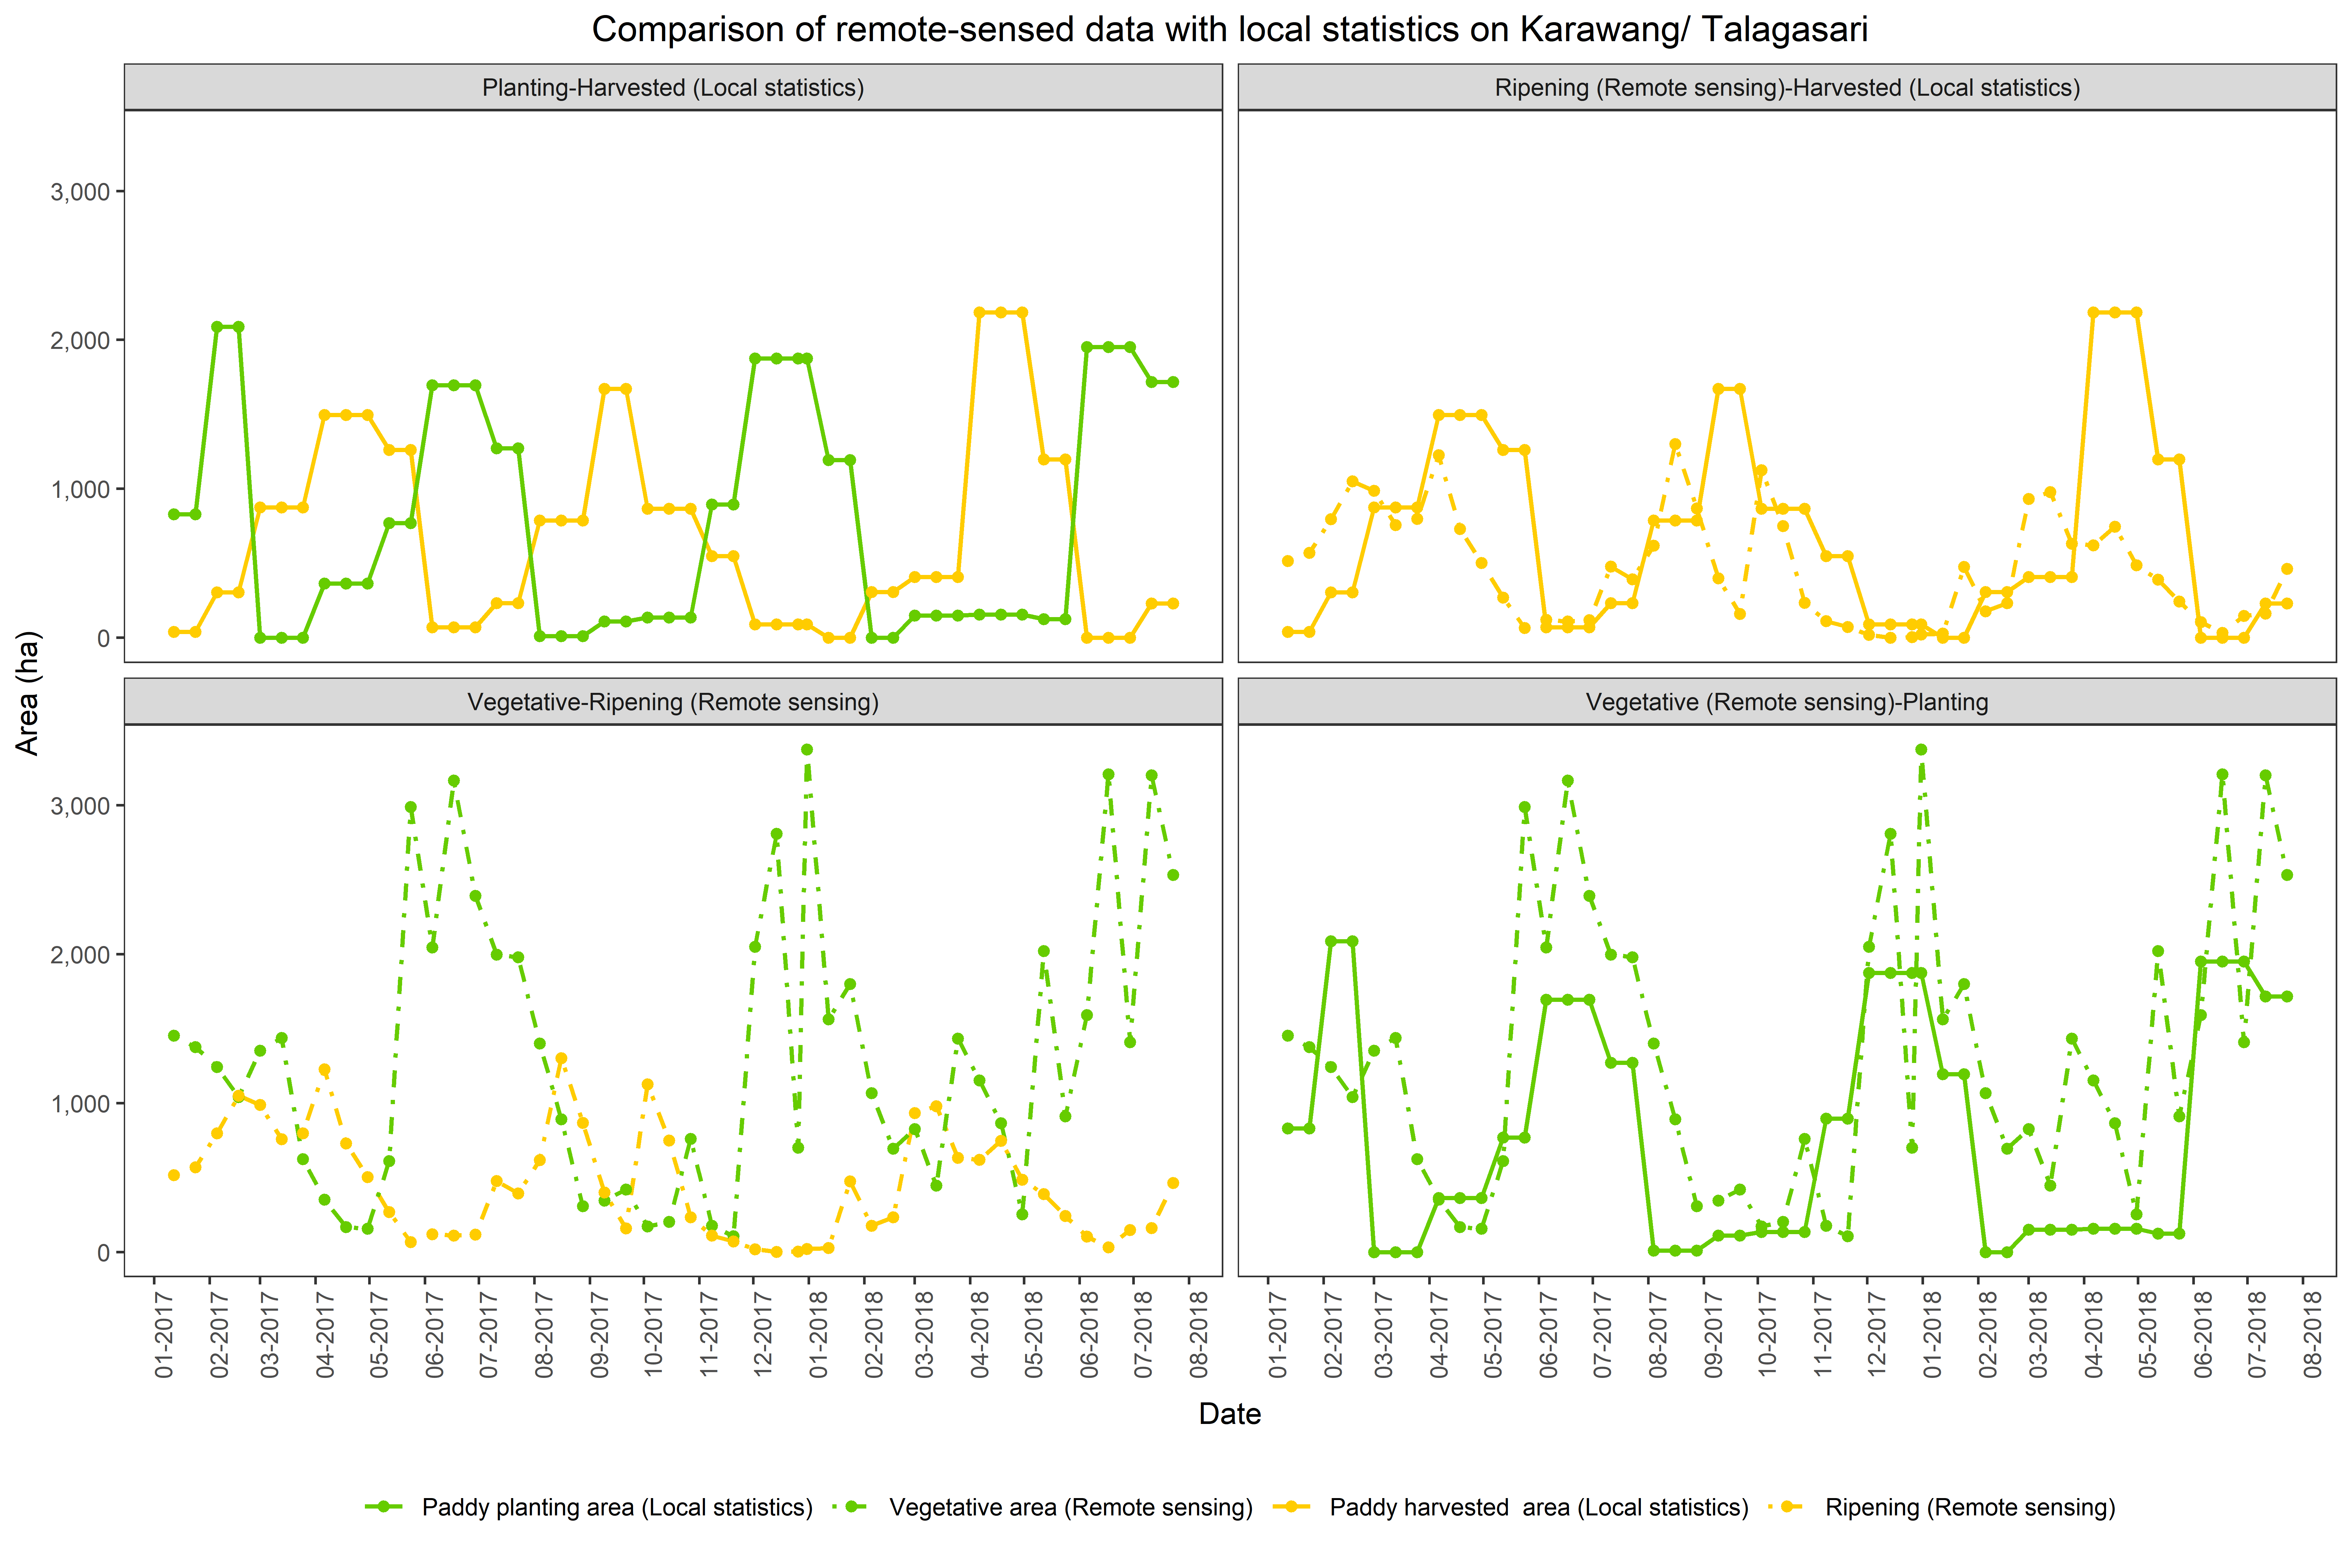 Comparison of remote-sensed data with local statistics on Karawang/ Talagasari
Planting-Harvested (Local statistics)
Ripening (Remote sensing)-Harvested (Local statistics)
3,000
2,000
1,000
0
Area (ha)
Vegetative-Ripening (Remote sensing)
Vegetative (Remote sensing)-Planting
3,000
2,000
1,000
0
01-2017 02-2017 03-2017 04-2017 05-2017 06-2017 07-2017 08-2017 09-2017 10-2017 11-2017 12-2017 01-2018 02-2018 03-2018 04-2018 05-2018 06-2018 07-2018 08-2018
01-2017 02-2017 03-2017 04-2017 05-2017 06-2017 07-2017 08-2017 09-2017 10-2017 11-2017 12-2017 01-2018 02-2018 03-2018 04-2018 05-2018 06-2018 07-2018 08-2018
Date
Paddy planting area (Local statistics) Vegetative area (Remote sensing) Paddy harvested  area (Local statistics) Ripening (Remote sensing)